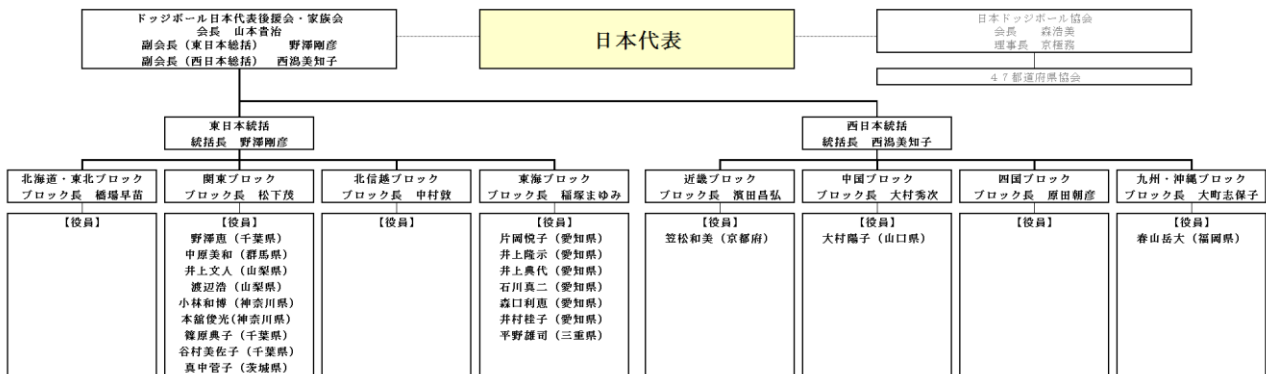 ドッジボール日本代表後援会・家族会
会長 山本貴治
副会長（東日本総括） 野澤剛彦
副会長（西日本総括） 西潟美知子
日本代表
日本ドッジボール協会
会長 森浩美
理事長 京極務
47都道府県協会
東日本統括
統括長 野澤剛彦
西日本統括
統括長 西潟美知子
北海道・東北ブロック
ブロック長 橋場早苗
関東ブロック
ブロック長 松下茂
北信越ブロック
ブロック長 中村敦
東海ブロック
ブロック長 稲塚まゆみ
近畿ブロック
ブロック長 濱田昌弘
中国ブロック
ブロック長 大村秀次
四国ブロック
ブロック長 原田朝彦
九州・沖縄ブロック
ブロック長 大町志保子
【役員】
【役員】
野澤恵（千葉県）
中原美和（群馬県）
井上文人（山梨県）
渡辺浩（山梨県）
小林和博（神奈川県）
本舘俊光(神奈川県）
篠原典子（千葉県）
谷村美佐子（千葉県）
真中菅子（茨城県）
【役員】
【役員】
片岡悦子（愛知県）
井上隆示（愛知県）
井上典代（愛知県）
石川真二（愛知県）
森口利恵（愛知県）
井村桂子（愛知県）
平野雄司（三重県）
【役員】
笠松和美（京都府）
【役員】
大村陽子（山口県）
【役員】
【役員】
春山岳大（福岡県）